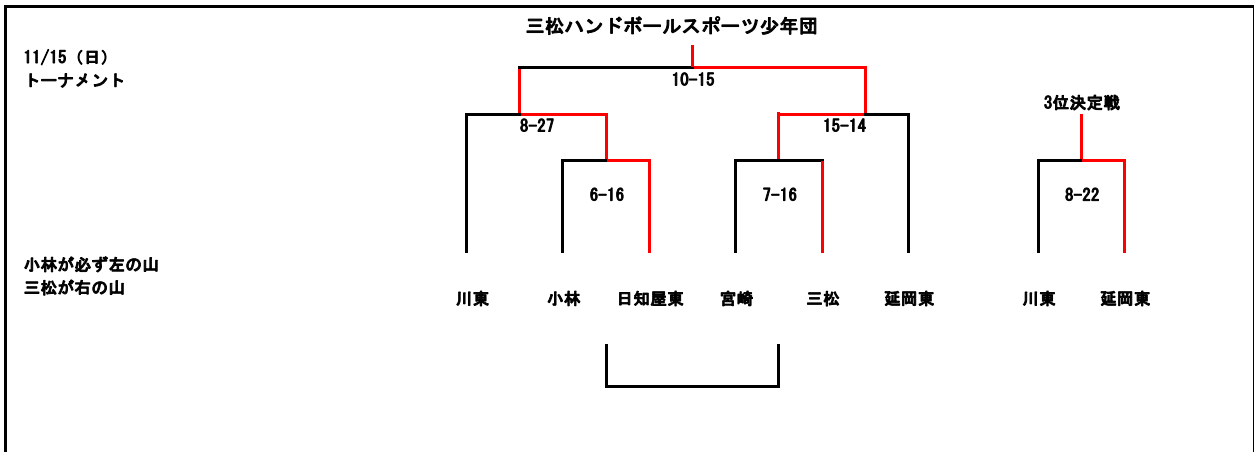 三松ハンドボールスポーツ少年団
11/15（日）
トーナメント
10-15
3位決定戦
8-27
15-14
6-16
7-16
8-22
小林が必ず左の山
三松が右の山
川東 小林 日知屋東 宮崎 三松 延岡東 川東 延岡東